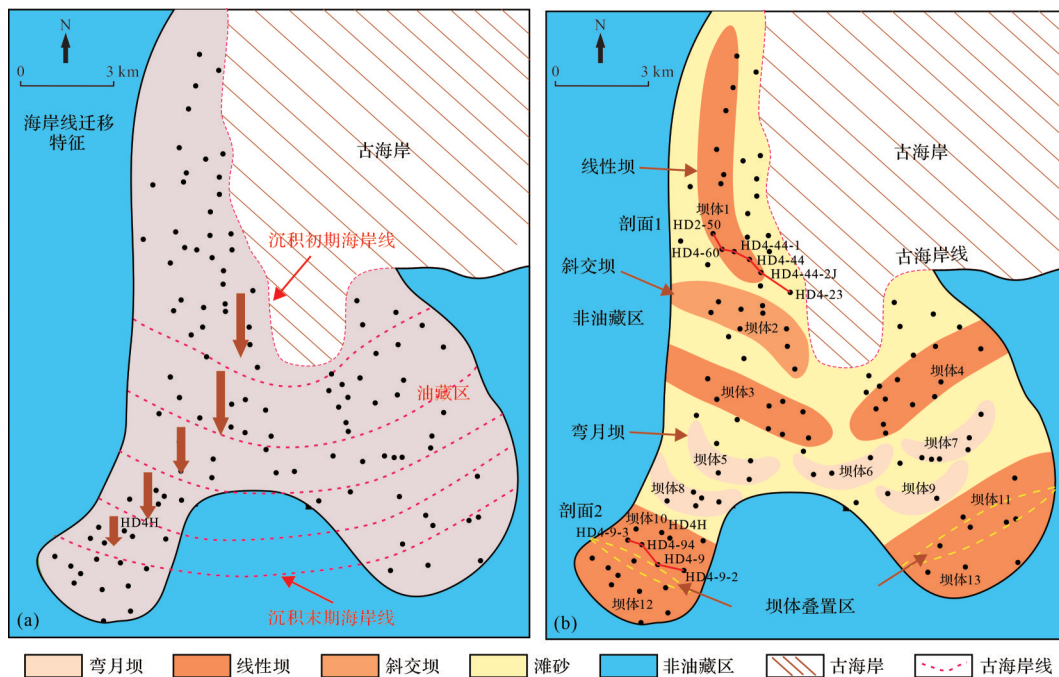 N
0 3 km
海岸线迁移
特征
古海岸
沉积初期海岸线
油藏区
HD4H
沉积末期海岸线
(a)
N
0 3 km
古海岸
线性坝
坝体1
剖面1
HD2-50
HD4-44-1
HD4-60
HD4-44
古海岸线
HD4-44-2J
斜交坝
HD4-23
非油藏区
坝体2
坝体3
坝体4
弯月坝
坝体5
坝体6
坝体7
坝体8
坝体9
剖面2
坝体10
HD4H
坝体11
HD4-9-3
HD4-94
HD4-9
HD4-9-2
坝体12
坝体13
坝体叠置区
(b)
弯月坝 线性坝 斜交坝 滩砂 非油藏区 古海岸 古海岸线